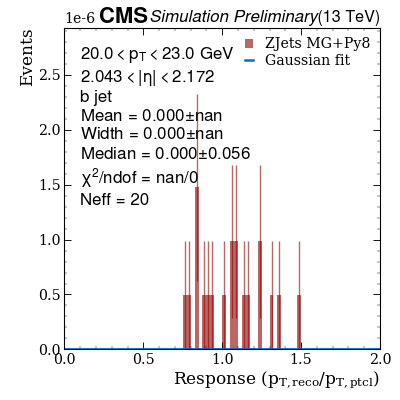 1e-6 CMS Simulation Preliminary (13 TeV)
Events
20.0 < pT < 23.0 GeV
2.043 < |η| < 2.172
b jet
Mean = 0.000±nan
Width = 0.000±nan
Median = 0.000±0.056
χ²/ndof = nan/0
Neff = 20
ZJets MG+Py8
Gaussian fit
2.5
2.0
1.5
1.0
0.5
0.0
0.0 0.5 1.0 1.5 2.0
Response (pT,reco/pT,ptcl)